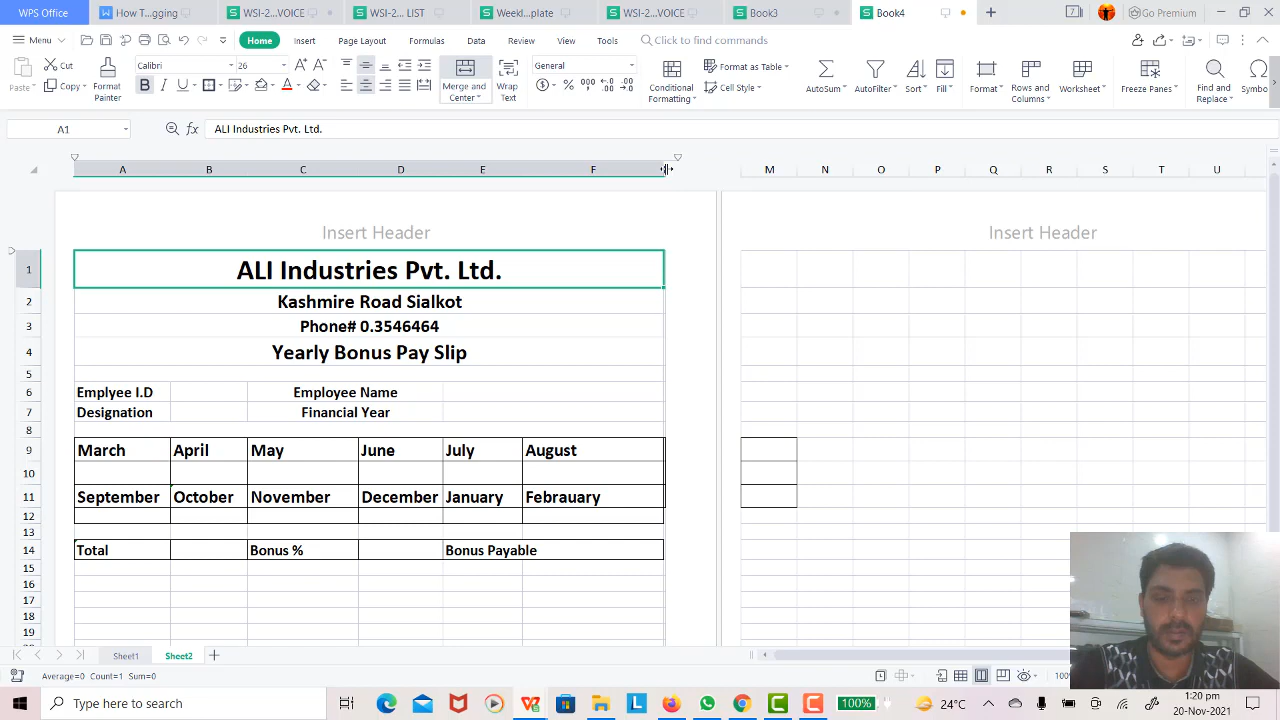 WPS Office
How T...ong
WSI-2...VOICE
WSI-2... LIST
Weekl...plate
WSI-2...VOICE
Book3
Book4
Go Premium
Menu
Home
Insert
Page Layout
Formulas
Data
Review
View
Tools
Click to find commands
Paste
Cut
Copy
Format Painter
Calibri
26
Merge and Center
Wrap Text
General
Conditional Formatting
Format as Table
Cell Style
AutoSum
AutoFilter
Sort
Fill
Format
Rows and Columns
Worksheet
Freeze Panes
Find and Replace
Symbo
A1
fx
ALI Industries Pvt. Ltd.
A B C D E F M N O P Q R S T U
Insert Header
Insert Header
1 ALI Industries Pvt. Ltd.
2 Kashmire Road Sialkot
3 Phone# 0.3546464
4 Yearly Bonus Pay Slip
5
6 Emplyee I.D Employee Name
7 Designation Financial Year
8
9 March April May June July August
10
11 September October November December January Febrauary
12
13
14 Total Bonus % Bonus Payable
15
16
17
18
19
Sheet1
Sheet2
Average=0 Count=1 Sum=0
Type here to search
100%
24°C
1:20 pm
20-Nov-2021